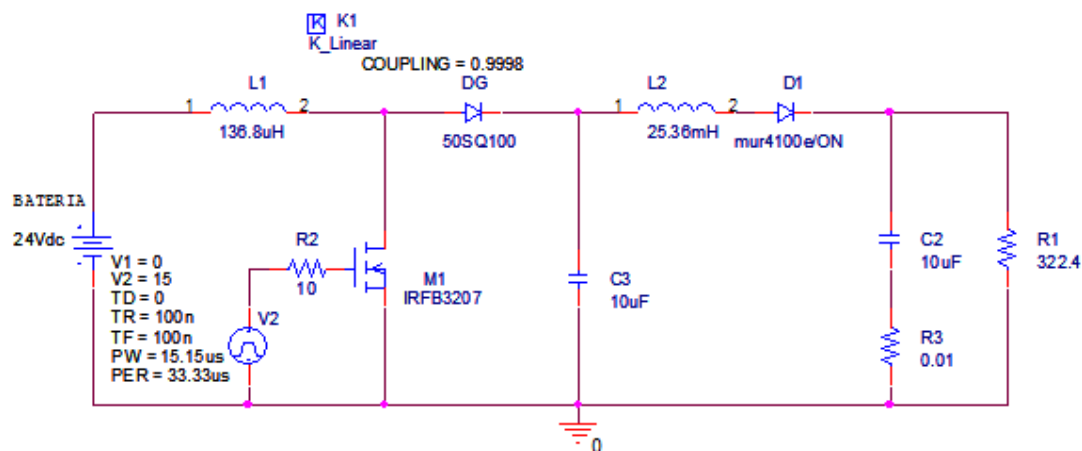 K K1
K_Linear
COUPLING = 0.9998
L1
1 2
136.8uH
DG
50SQ100
L2
1 2
25.36mH
D1
mur4100e/ON
BATERIA
24Vdc
V1 = 0
V2 = 15
TD = 0
TR = 100n
TF = 100n
PW = 15.15us
PER = 33.33us
R2
10
V2
M1
IRFB3207
C3
10uF
C2
10uF
R3
0.01
R1
322.4
0